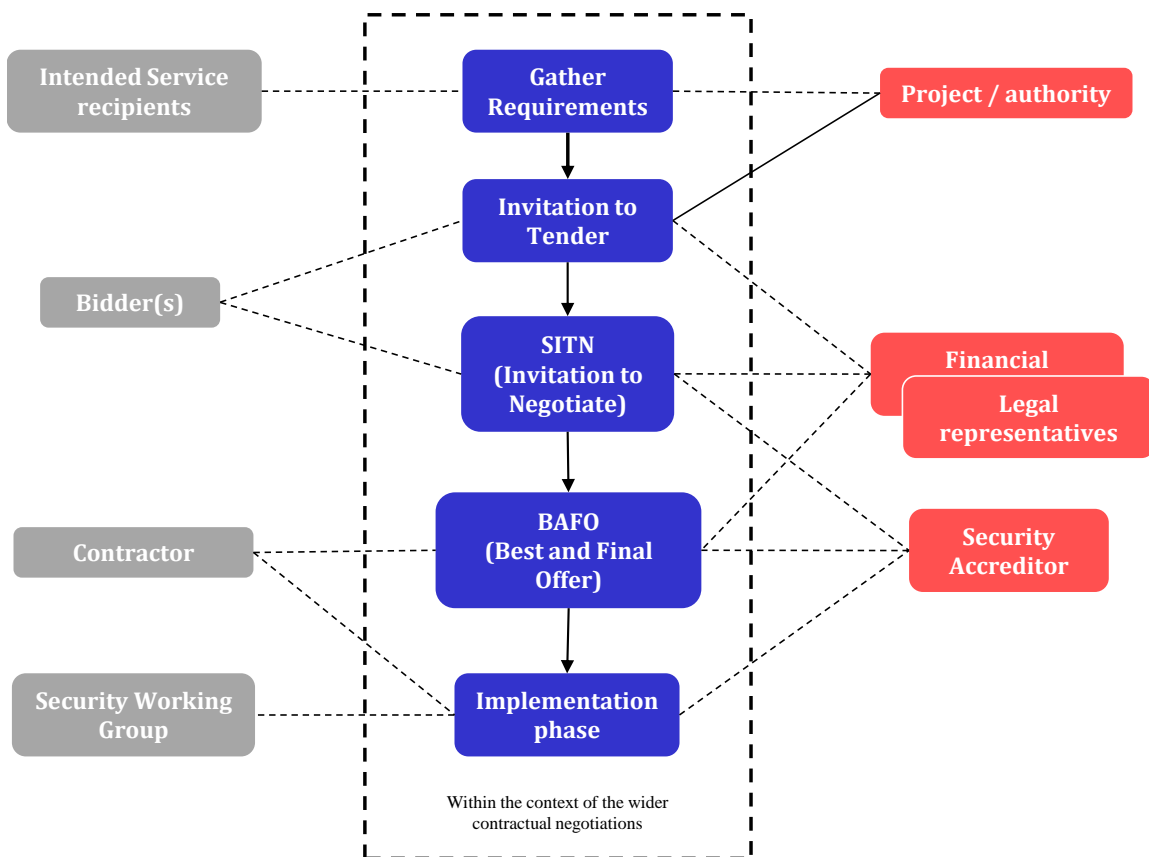 Intended Service
recipients
Gather
Requirements
Project / authority
Invitation to
Tender
Bidder(s)
SITN
(Invitation to
Negotiate)
Financial
Legal
representatives
BAFO
(Best and Final
Offer)
Contractor
Security
Accreditor
Security Working
Group
Implementation
phase
Within the context of the wider
contractual negotiations